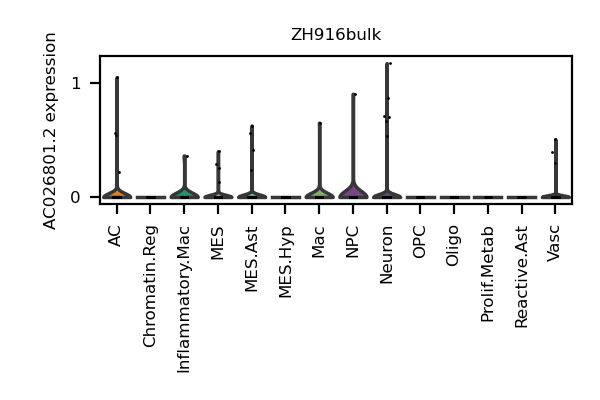 ZH916bulk
AC026801.2 expression
1
0
AC
Chromatin.Reg
Inflammatory.Mac
MES
MES.Ast
MES.Hyp
Mac
NPC
Neuron
OPC
Oligo
Prolif.Metab
Reactive.Ast
Vasc